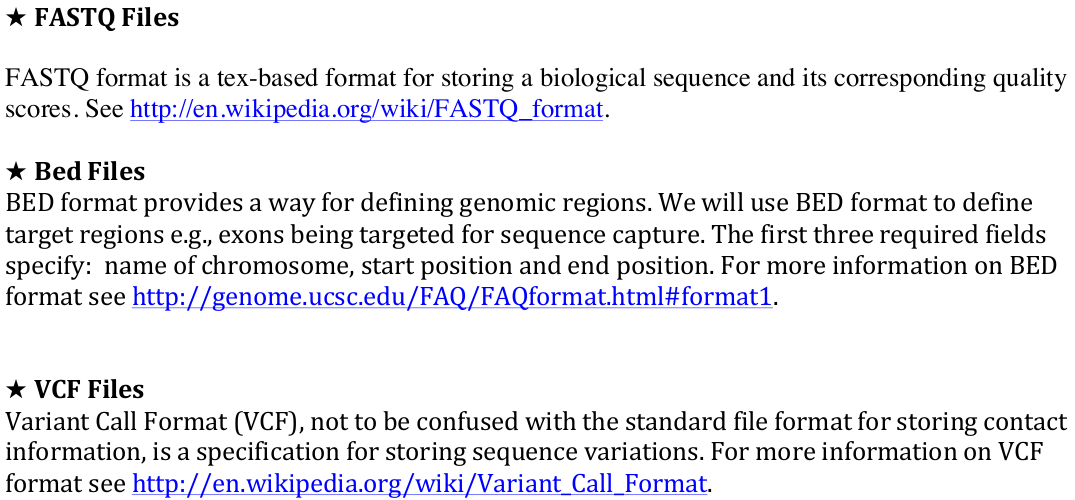 ★ FASTQ Files
FASTQ format is a tex-based format for storing a biological sequence and its corresponding quality
scores. See http://en.wikipedia.org/wiki/FASTQ_format.
★ Bed Files
BED format provides a way for defining genomic regions. We will use BED format to define
target regions e.g., exons being targeted for sequence capture. The first three required fields
specify:  name of chromosome, start position and end position. For more information on BED
format see http://genome.ucsc.edu/FAQ/FAQformat.html#format1.
★ VCF Files
Variant Call Format (VCF), not to be confused with the standard file format for storing contact
information, is a specification for storing sequence variations. For more information on VCF
format see http://en.wikipedia.org/wiki/Variant_Call_Format.